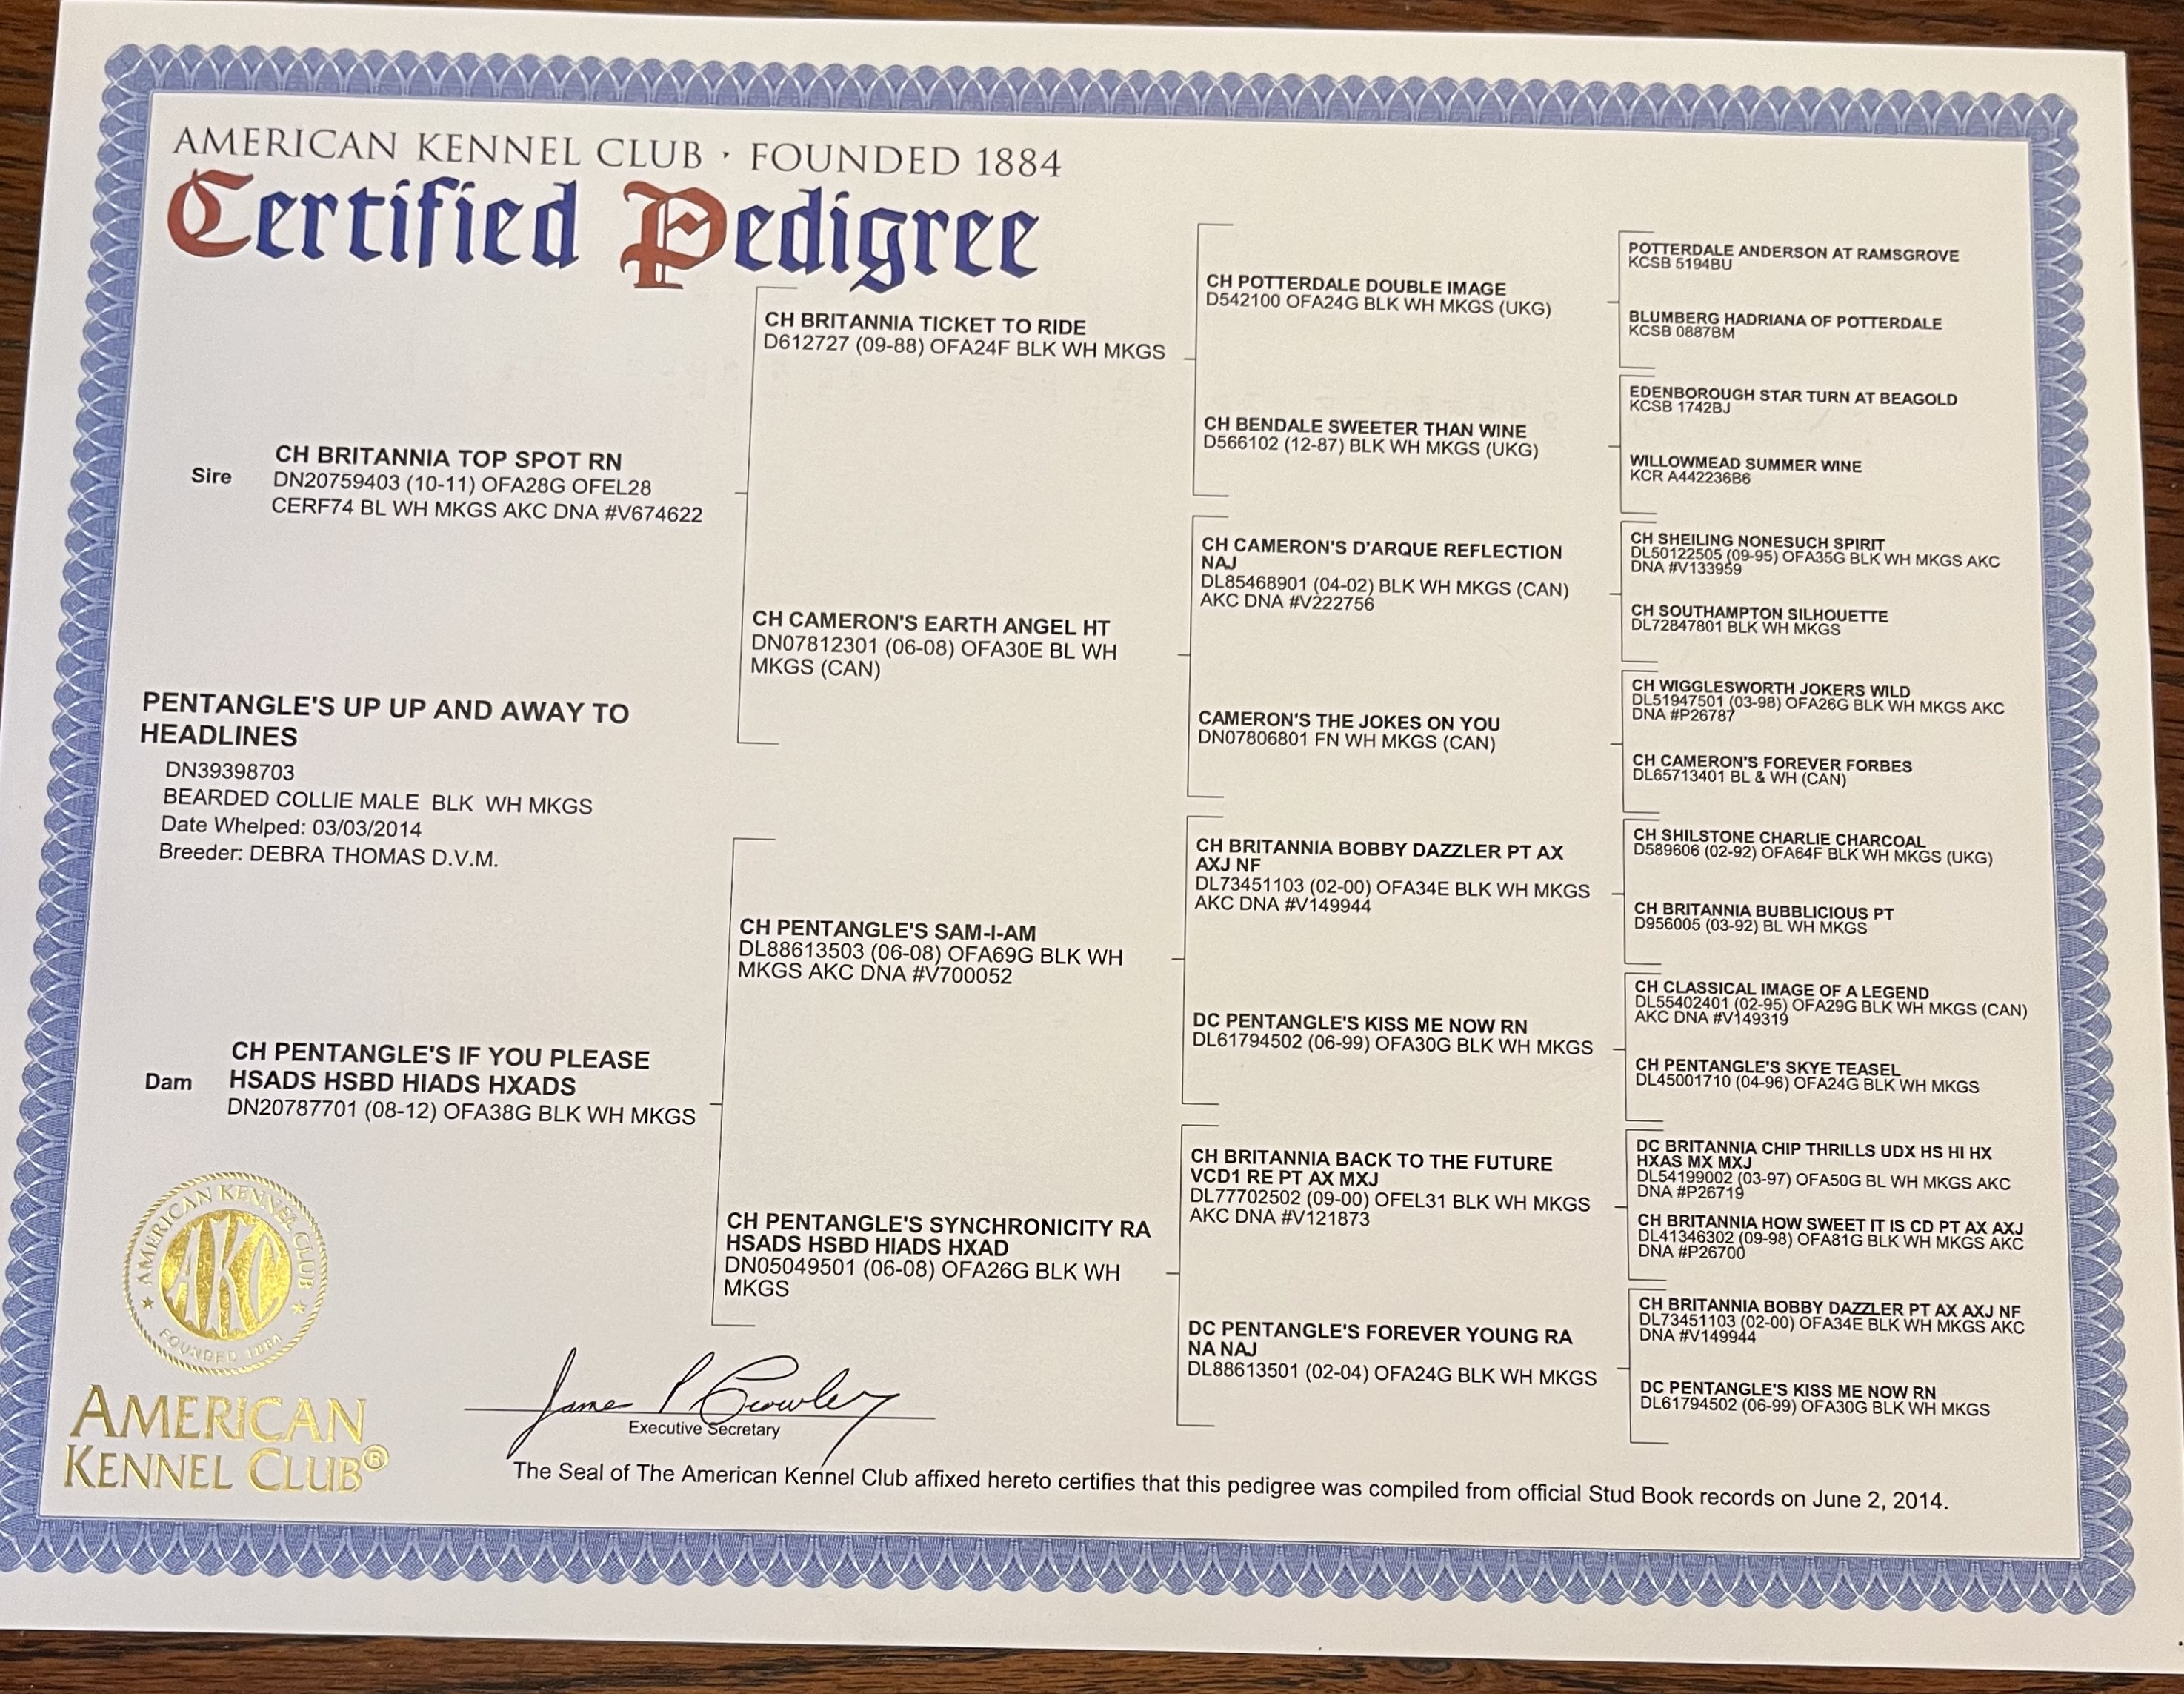 AMERICAN KENNEL CLUB · FOUNDED 1884
Certified Pedigree
Sire
CH BRITANNIA TOP SPOT RN
DN20759403 (10-11) OFA28G OFEL28
CERF74 BL WH MKGS AKC DNA #V674622
PENTANGLE'S UP UP AND AWAY TO
HEADLINES
DN39398703
BEARDED COLLIE MALE BLK WH MKGS
Date Whelped: 03/03/2014
Breeder: DEBRA THOMAS D.V.M.
Dam
CH PENTANGLE'S IF YOU PLEASE
HSADS HSBD HIADS HXADS
DN20787701 (08-12) OFA38G BLK WH MKGS
CH BRITANNIA TICKET TO RIDE
D612727 (09-88) OFA24F BLK WH MKGS
CH CAMERON'S EARTH ANGEL HT
DN07812301 (06-08) OFA30E BL WH
MKGS (CAN)
CH PENTANGLE'S SAM-I-AM
DL88613503 (06-08) OFA69G BLK WH
MKGS AKC DNA #V700052
CH PENTANGLE'S SYNCHRONICITY RA
HSADS HSBD HIADS HXAD
DN05049501 (06-08) OFA26G BLK WH
MKGS
CH POTTERDALE DOUBLE IMAGE
D542100 OFA24G BLK WH MKGS (UKG)
CH BENDALE SWEETER THAN WINE
D566102 (12-87) BLK WH MKGS (UKG)
CH CAMERON'S D'ARQUE REFLECTION
NAJ
DL85468901 (04-02) BLK WH MKGS (CAN)
AKC DNA #V222756
CAMERON'S THE JOKES ON YOU
DN07806801 FN WH MKGS (CAN)
CH BRITANNIA BOBBY DAZZLER PT AX
AXJ NF
DL73451103 (02-00) OFA34E BLK WH MKGS
AKC DNA #V149944
DC PENTANGLE'S KISS ME NOW RN
DL61794502 (06-99) OFA30G BLK WH MKGS
CH BRITANNIA BACK TO THE FUTURE
VCD1 RE PT AX MXJ
DL77702502 (09-00) OFEL31 BLK WH MKGS
AKC DNA #V121873
DC PENTANGLE'S FOREVER YOUNG RA
NA NAJ
DL88613501 (02-04) OFA24G BLK WH MKGS
POTTERDALE ANDERSON AT RAMSGROVE
KCSB 5194BU
BLUMBERG HADRIANA OF POTTERDALE
KCSB 0887BM
EDENBOROUGH STAR TURN AT BEAGOLD
KCSB 1742BJ
WILLOWMEAD SUMMER WINE
KCR A442236B6
CH SHEILING NONESUCH SPIRIT
DL50122505 (09-95) OFA35G BLK WH MKGS AKC
DNA #V133959
CH SOUTHAMPTON SILHOUETTE
DL72847801 BLK WH MKGS
CH WIGGLESWORTH JOKERS WILD
DL51947501 (03-98) OFA26G BLK WH MKGS AKC
DNA #P26787
CH CAMERON'S FOREVER FORBES
DL65713401 BL & WH (CAN)
CH SHILSTONE CHARLIE CHARCOAL
D589606 (02-92) OFA64F BLK WH MKGS (UKG)
CH BRITANNIA BUBBLICIOUS PT
D956005 (03-92) BL WH MKGS
CH CLASSICAL IMAGE OF A LEGEND
DL55402401 (02-95) OFA29G BLK WH MKGS (CAN)
AKC DNA #V149319
CH PENTANGLE'S SKYE TEASEL
DL45001710 (04-96) OFA24G BLK WH MKGS
DC BRITANNIA CHIP THRILLS UDX HS HI HX
HXAS MX MXJ
DL54199002 (03-97) OFA50G BL WH MKGS AKC
DNA #P26719
CH BRITANNIA HOW SWEET IT IS CD PT AX AXJ
DL41346302 (09-98) OFA81G BLK WH MKGS AKC
DNA #P26700
CH BRITANNIA BOBBY DAZZLER PT AX AXJ NF
DL73451103 (02-00) OFA34E BLK WH MKGS AKC
DNA #V149944
DC PENTANGLE'S KISS ME NOW RN
DL61794502 (06-99) OFA30G BLK WH MKGS
AMERICAN KENNEL CLUB
AKC
FOUNDED 1884
AMERICAN
KENNEL CLUB®
James P Crowley
Executive Secretary
The Seal of The American Kennel Club affixed hereto certifies that this pedigree was compiled from official Stud Book records on June 2, 2014.